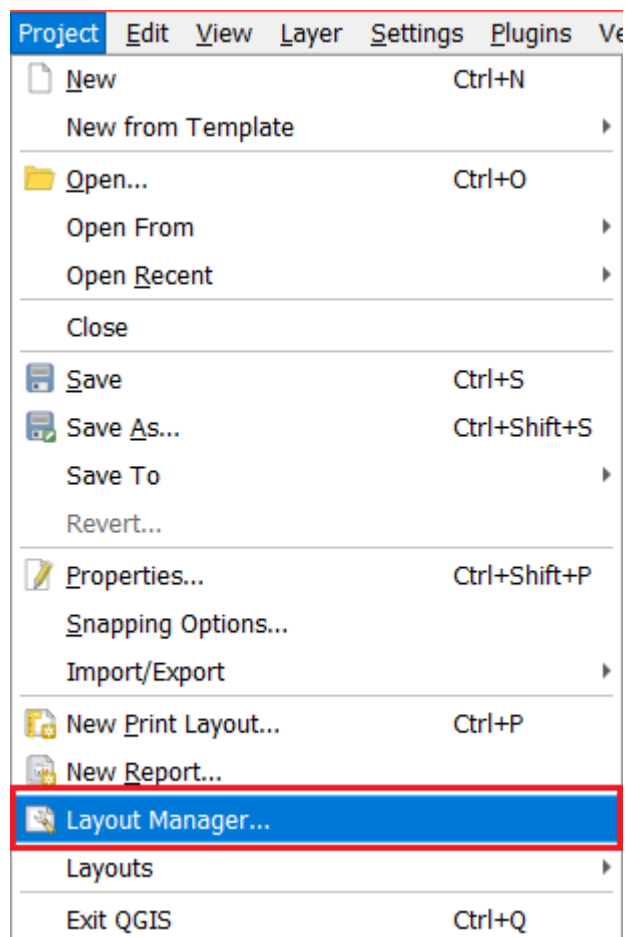 Project Edit View Layer Settings Plugins Ve
New Ctrl+N
New from Template
Open... Ctrl+O
Open From
Open Recent
Close
Save Ctrl+S
Save As... Ctrl+Shift+S
Save To
Revert...
Properties... Ctrl+Shift+P
Snapping Options...
Import/Export
New Print Layout... Ctrl+P
New Report...
Layout Manager...
Layouts
Exit QGIS Ctrl+Q